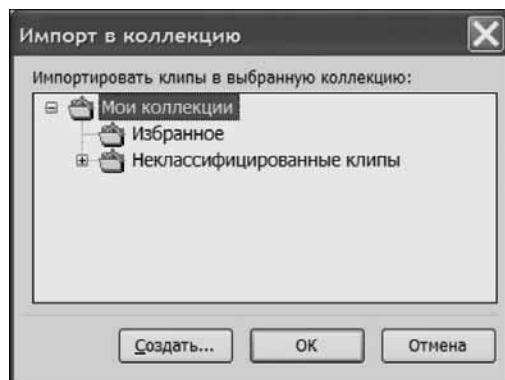 Импорт в коллекцию
Импортировать клипы в выбранную коллекцию:
Мои коллекции
Избранное
Неклассифицированные клипы
Создать... ОК Отмена